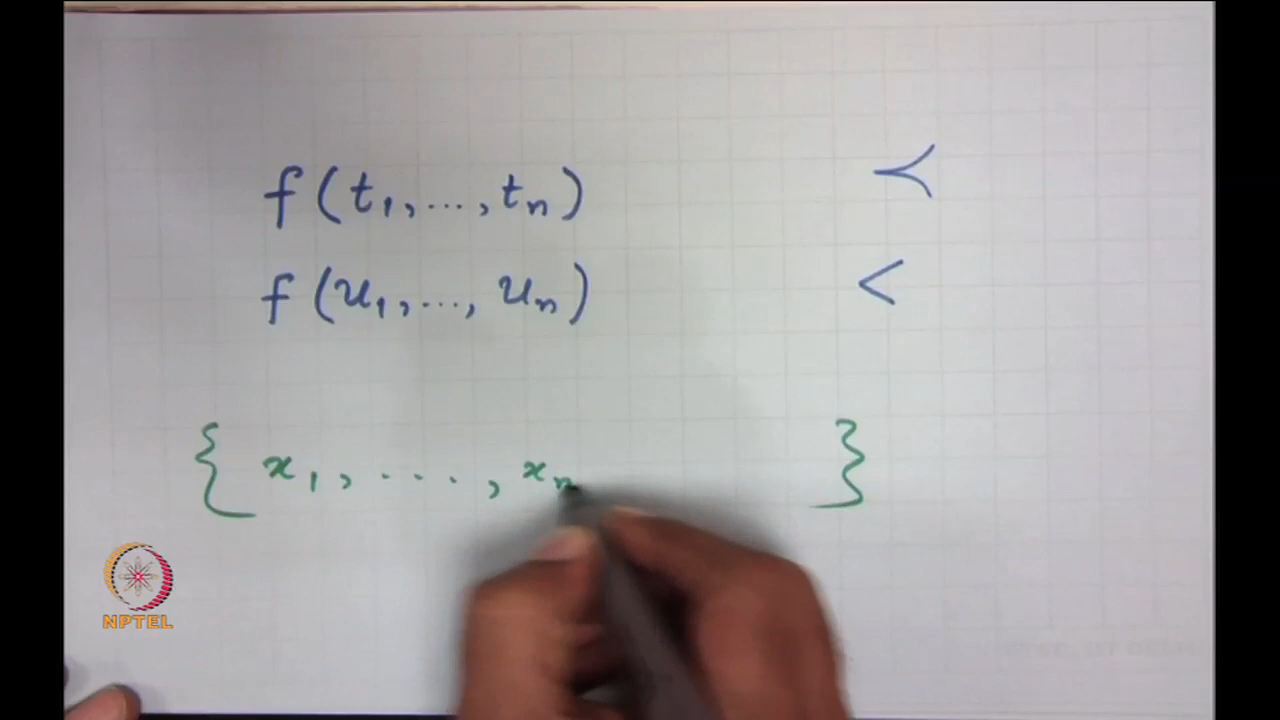 f(t₁,...,tₙ) ≺
f(u₁,...,uₙ) <
{ x₁, ...., xₙ }
NPTEL